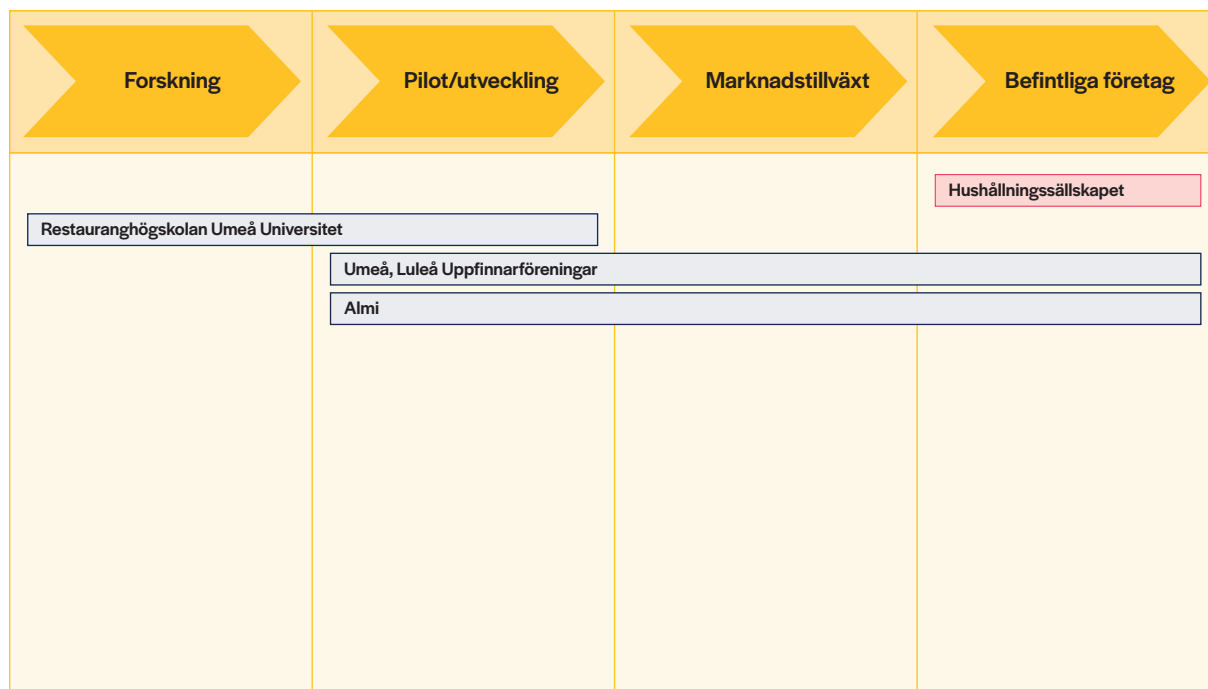 Forskning
Pilot/utveckling
Marknadstillväxt
Befintliga företag
Hushållningssällskapet
Restauranghögskolan Umeå Universitet
Umeå, Luleå Uppfinnarföreningar
Almi